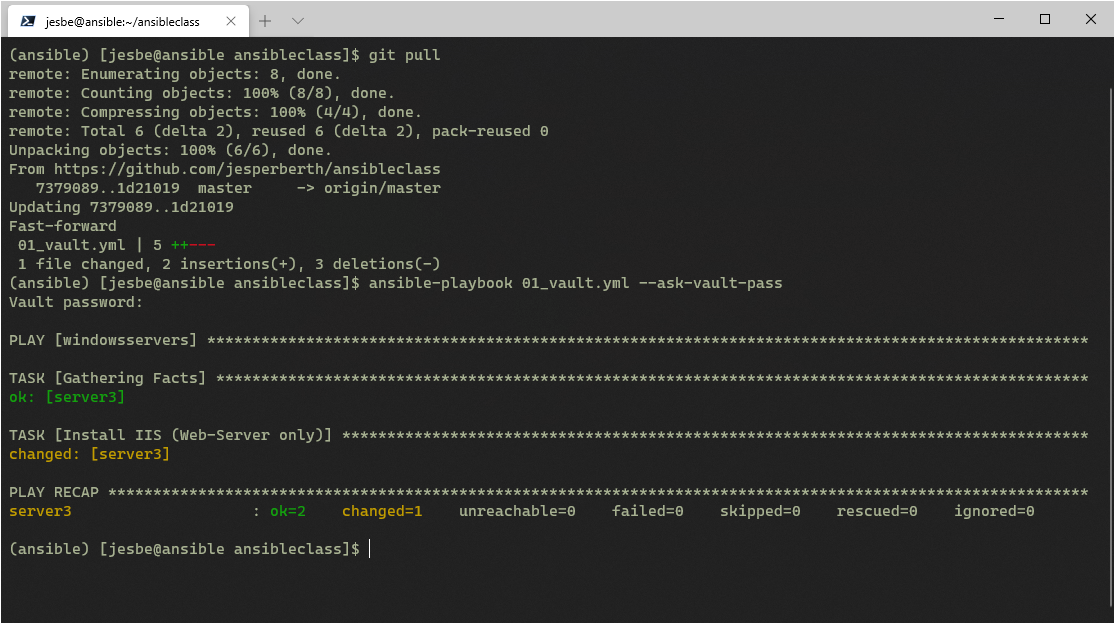 jesbe@ansible:~/ansibleclass
(ansible) [jesbe@ansible ansibleclass]$ git pull
remote: Enumerating objects: 8, done.
remote: Counting objects: 100% (8/8), done.
remote: Compressing objects: 100% (4/4), done.
remote: Total 6 (delta 2), reused 6 (delta 2), pack-reused 0
Unpacking objects: 100% (6/6), done.
From https://github.com/jesperberth/ansibleclass
   7379089..1d21019  master     -> origin/master
Updating 7379089..1d21019
Fast-forward
 01_vault.yml | 5 ++---
 1 file changed, 2 insertions(+), 3 deletions(-)
(ansible) [jesbe@ansible ansibleclass]$ ansible-playbook 01_vault.yml --ask-vault-pass
Vault password:
PLAY [windowsservers] **************************************************************************************************
TASK [Gathering Facts] *************************************************************************************************
ok: [server3]
TASK [Install IIS (Web-Server only)] ***********************************************************************************
changed: [server3]
PLAY RECAP *************************************************************************************************************
server3                    : ok=2    changed=1    unreachable=0    failed=0    skipped=0    rescued=0    ignored=0
(ansible) [jesbe@ansible ansibleclass]$